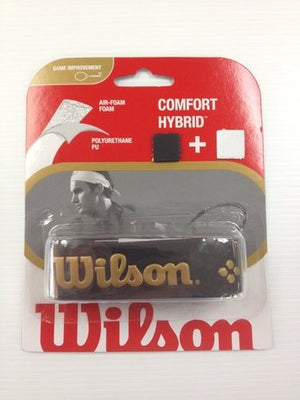 GAME IMPROVEMENT
AIR-FOAM
FOAM
COMFORT
HYBRID™
POLYURETHANE
PU
+
Wilson.
Wilson